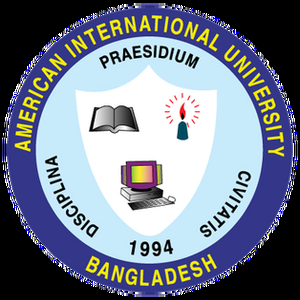 AMERICAN INTERNATIONAL UNIVERSITY
PRAESIDIUM
DISCIPLINA
CIVITATIS
1994
BANGLADESH